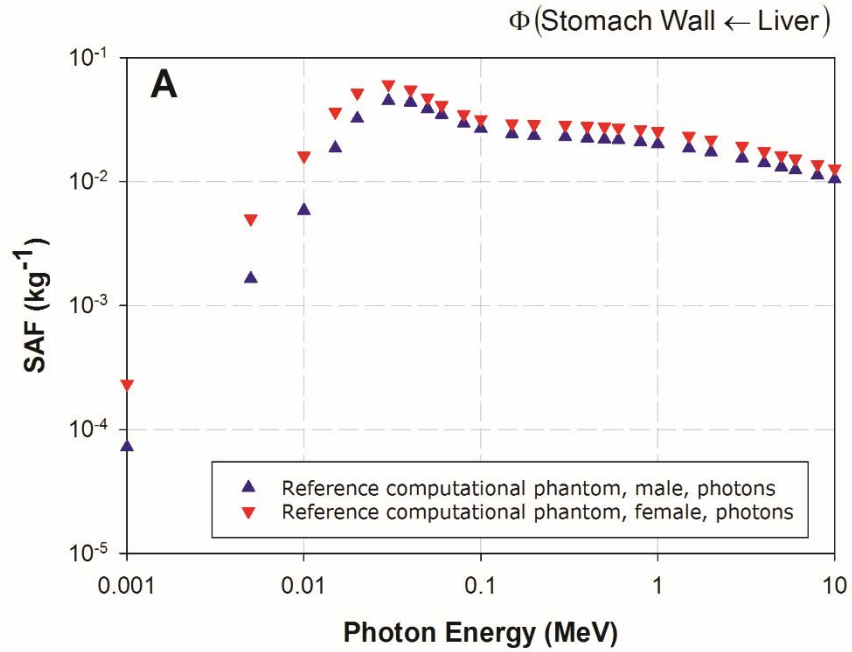 Φ(Stomach Wall ← Liver)
A
10⁻¹
10⁻²
10⁻³
10⁻⁴
10⁻⁵
SAF (kg⁻¹)
Reference computational phantom, male, photons
Reference computational phantom, female, photons
0.001 0.01 0.1 1 10
Photon Energy (MeV)